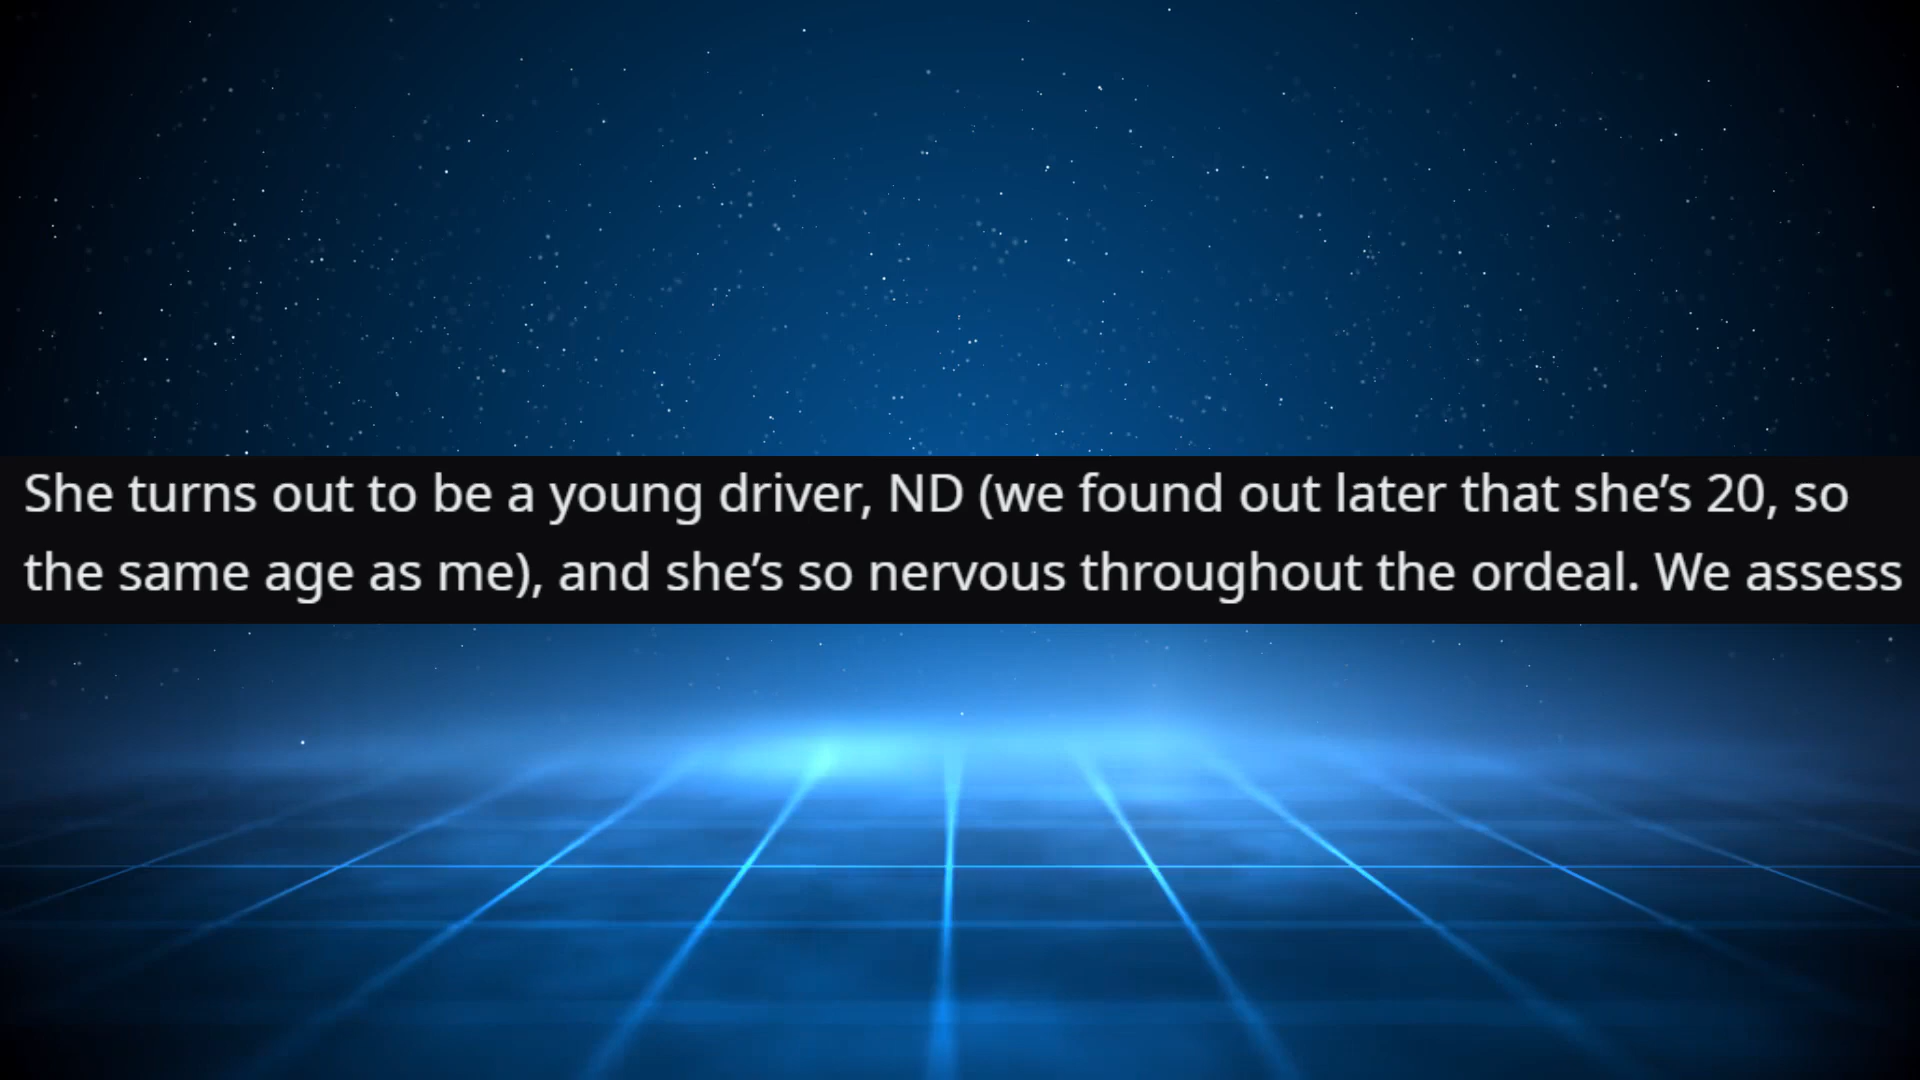 She turns out to be a young driver, ND (we found out later that she’s 20, so
the same age as me), and she’s so nervous throughout the ordeal. We assess